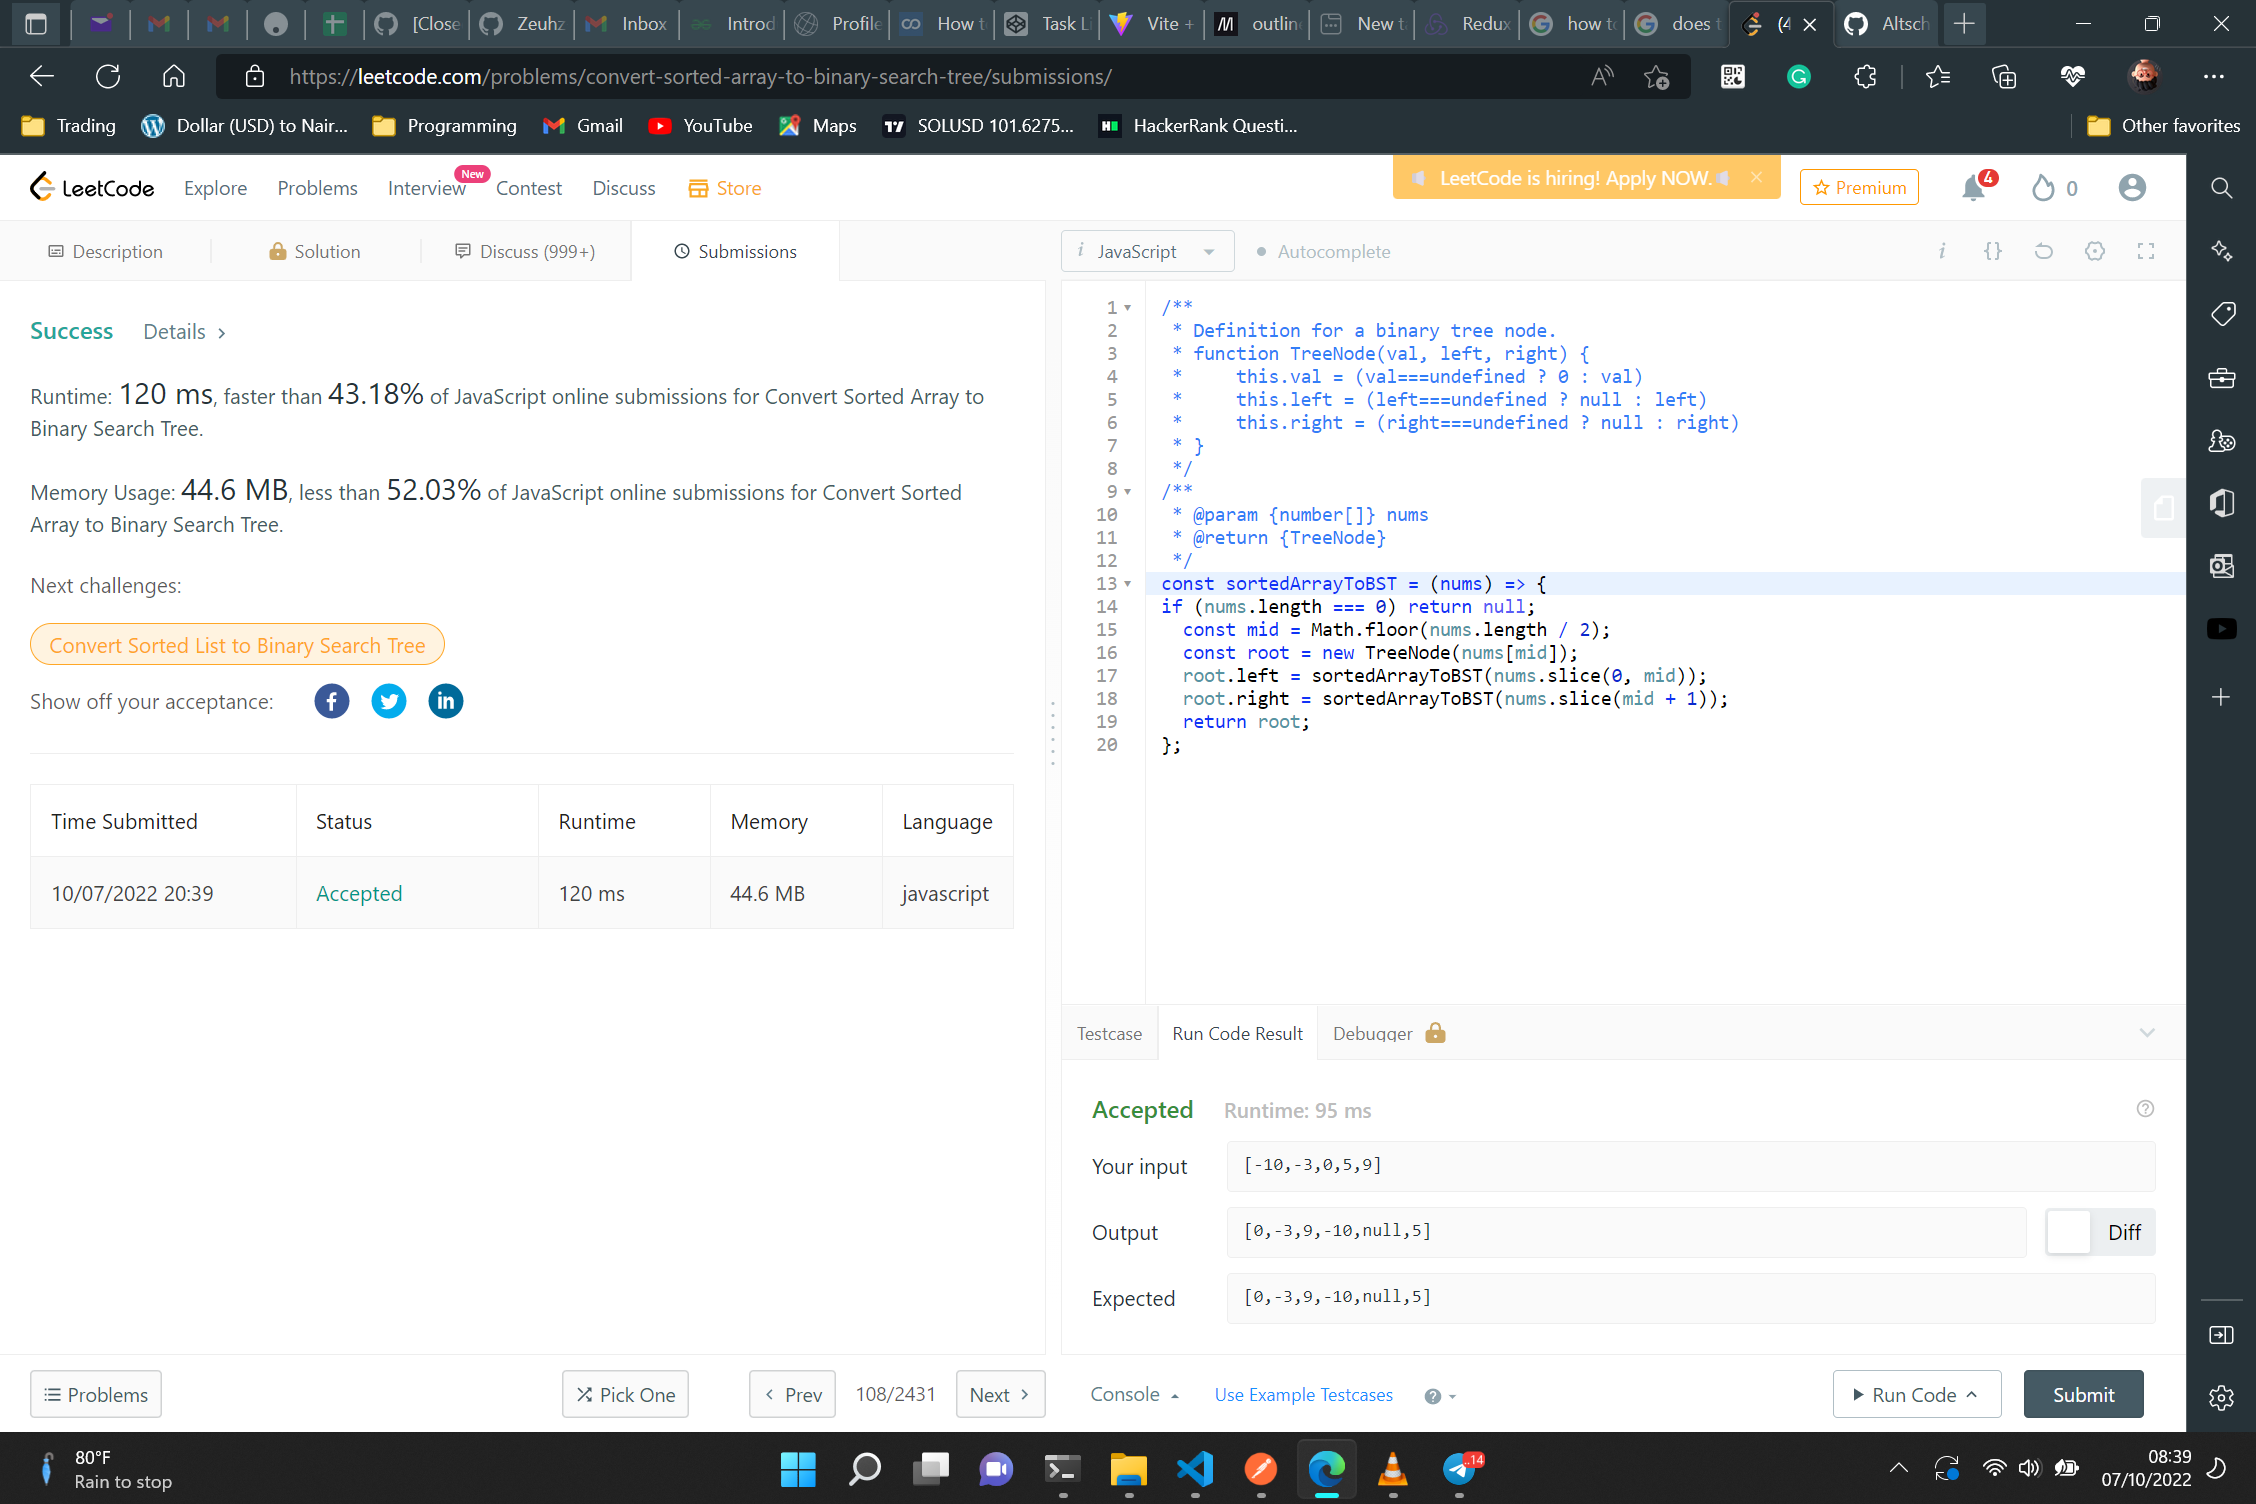 [Close
Zeuhz
Inbox
Introd
Profile
How t
Task Li
Vite +
outlin
New t
Redux
how to
does t
(4
Altsch
https://leetcode.com/problems/convert-sorted-array-to-binary-search-tree/submissions/
Trading
Dollar (USD) to Nair...
Programming
Gmail
YouTube
Maps
SOLUSD 101.6275...
HackerRank Questi...
Other favorites
LeetCode
Explore
Problems
Interview
New
Contest
Discuss
Store
LeetCode is hiring! Apply NOW.
Premium
4
0
Description
Solution
Discuss (999+)
Submissions
Success
Details
Runtime: 120 ms, faster than 43.18% of JavaScript online submissions for Convert Sorted Array to
Binary Search Tree.
Memory Usage: 44.6 MB, less than 52.03% of JavaScript online submissions for Convert Sorted
Array to Binary Search Tree.
Next challenges:
Convert Sorted List to Binary Search Tree
Show off your acceptance:
Time Submitted Status Runtime Memory Language
10/07/2022 20:39 Accepted 120 ms 44.6 MB javascript
JavaScript
Autocomplete
1 /**
2 * Definition for a binary tree node.
3 * function TreeNode(val, left, right) {
4 *     this.val = (val===undefined ? 0 : val)
5 *     this.left = (left===undefined ? null : left)
6 *     this.right = (right===undefined ? null : right)
7 * }
8 */
9 /**
10 * @param {number[]} nums
11 * @return {TreeNode}
12 */
13 const sortedArrayToBST = (nums) => {
14 if (nums.length === 0) return null;
15   const mid = Math.floor(nums.length / 2);
16   const root = new TreeNode(nums[mid]);
17   root.left = sortedArrayToBST(nums.slice(0, mid));
18   root.right = sortedArrayToBST(nums.slice(mid + 1));
19   return root;
20 };
Testcase
Run Code Result
Debugger
Accepted
Runtime: 95 ms
Your input
[-10,-3,0,5,9]
Output
[0,-3,9,-10,null,5]
Diff
Expected
[0,-3,9,-10,null,5]
Problems
Pick One
Prev
108/2431
Next
Console
Use Example Testcases
Run Code
Submit
80°F
Rain to stop
..14
08:39
07/10/2022